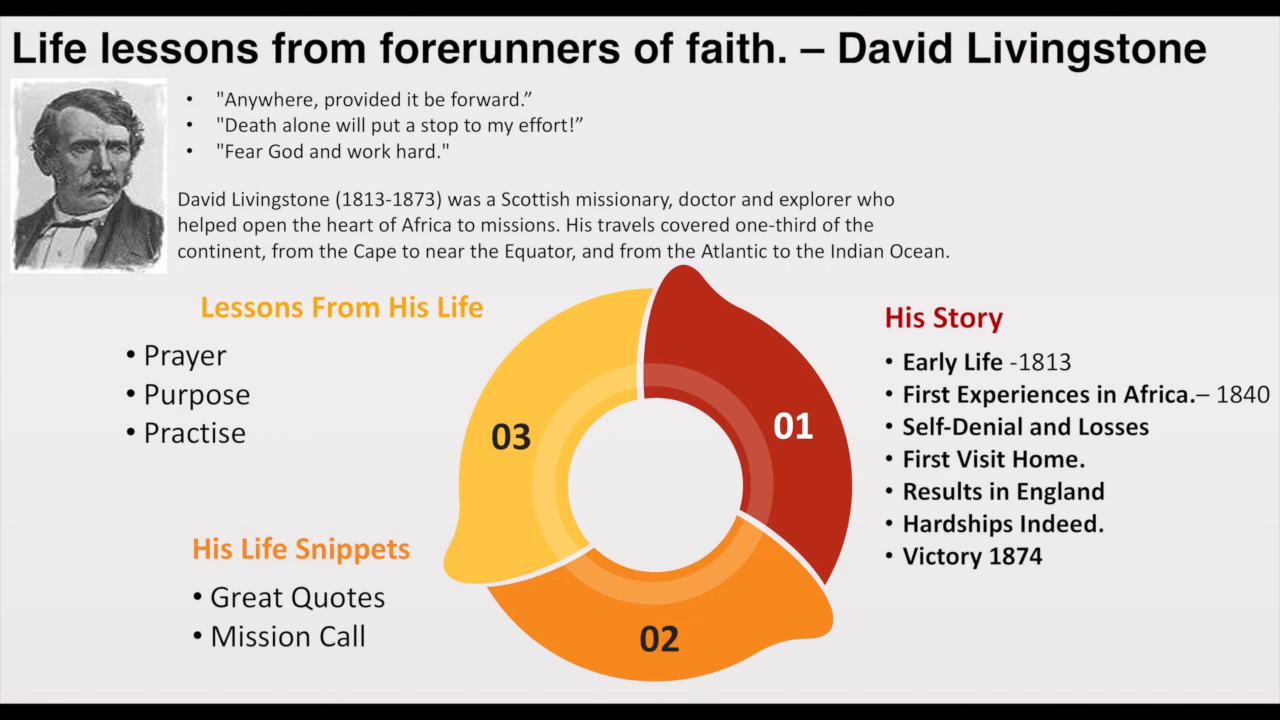 Life lessons from forerunners of faith. – David Livingstone
• "Anywhere, provided it be forward.”
• "Death alone will put a stop to my effort!”
• "Fear God and work hard."
David Livingstone (1813-1873) was a Scottish missionary, doctor and explorer who
helped open the heart of Africa to missions. His travels covered one-third of the
continent, from the Cape to near the Equator, and from the Atlantic to the Indian Ocean.
Lessons From His Life
• Prayer
• Purpose
• Practise
03
01
02
His Story
• Early Life -1813
• First Experiences in Africa.– 1840
• Self-Denial and Losses
• First Visit Home.
• Results in England
• Hardships Indeed.
• Victory 1874
His Life Snippets
• Great Quotes
• Mission Call